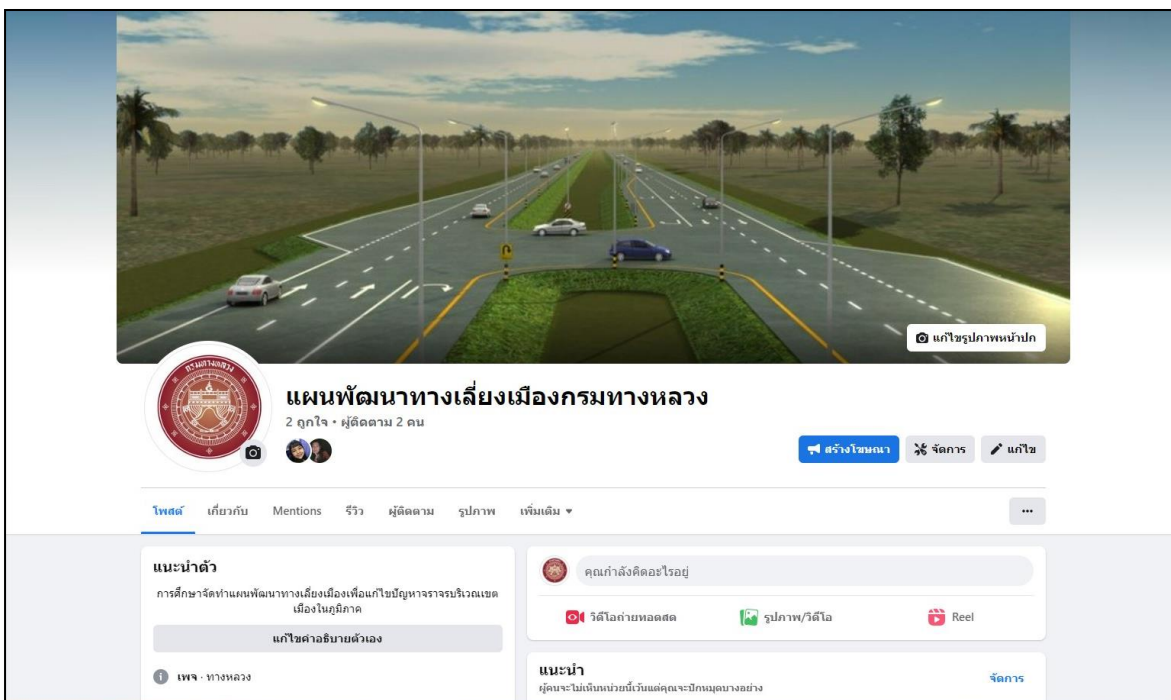 แก้ไขรูปภาพหน้าปก
กรมทางหลวง
แผนพัฒนาทางเลี่ยงเมืองกรมทางหลวง
2 ถูกใจ • ผู้ติดตาม 2 คน
สร้างโฆษณา จัดการ แก้ไข
โพสต์ เกี่ยวกับ Mentions รีวิว ผู้ติดตาม รูปภาพ เพิ่มเติม
แนะนำตัว
การศึกษาจัดทำแผนพัฒนาทางเลี่ยงเมืองเพื่อแก้ไขปัญหาจราจรบริเวณเขต
เมืองในภูมิภาค
แก้ไขคำอธิบายตัวเอง
เพจ · ทางหลวง
คุณกำลังคิดอะไรอยู่
วิดีโอถ่ายทอดสด รูปภาพ/วิดีโอ Reel
แนะนำ
ผู้คนจะไม่เห็นหน่วยนี้เว้นแต่คุณจะปักหมุดบางอย่าง
จัดการ